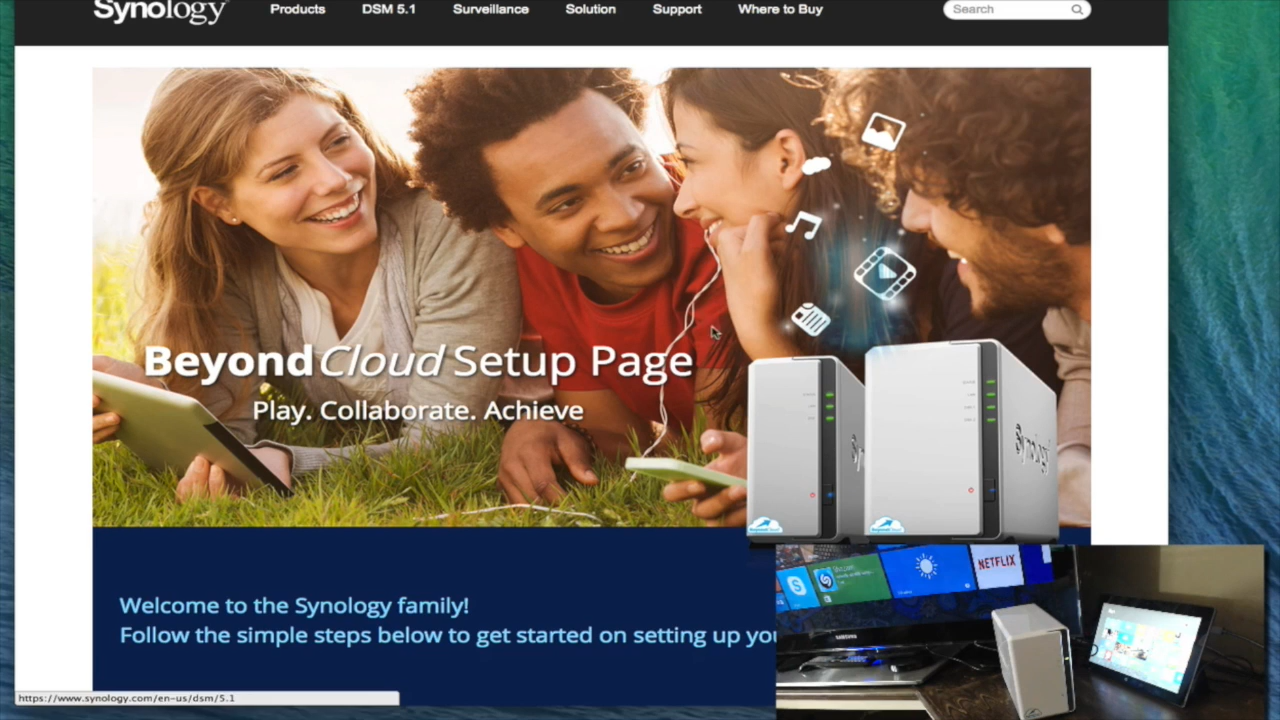 Synology
Products DSM 5.1 Surveillance Solution Support Where to Buy
Search
BeyondCloud Setup Page
Play. Collaborate. Achieve
Synology
Welcome to the Synology family!
Follow the simple steps below to get started on setting up you
NETFLIX
SAMSUNG
https://www.synology.com/en-us/dsm/5.1